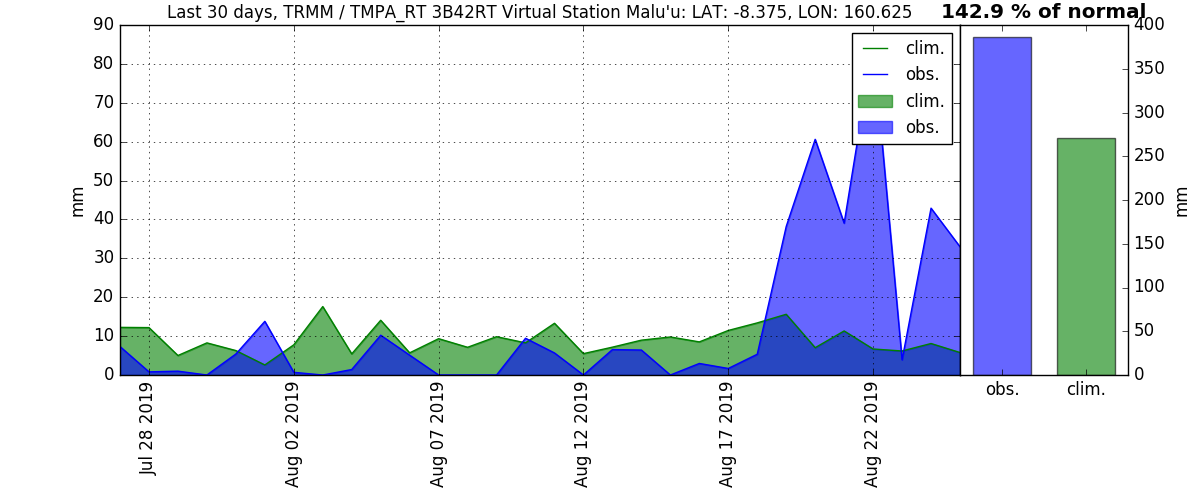 Last 30 days, TRMM / TMPA_RT 3B42RT Virtual Station Malu'u: LAT: -8.375, LON: 160.625
142.9 % of normal
90
80
70
60
50
40
30
20
10
0
mm
clim.
obs.
clim.
obs.
Jul 28 2019
Aug 02 2019
Aug 07 2019
Aug 12 2019
Aug 17 2019
Aug 22 2019
400
350
300
250
200
150
100
50
0
mm
obs.
clim.